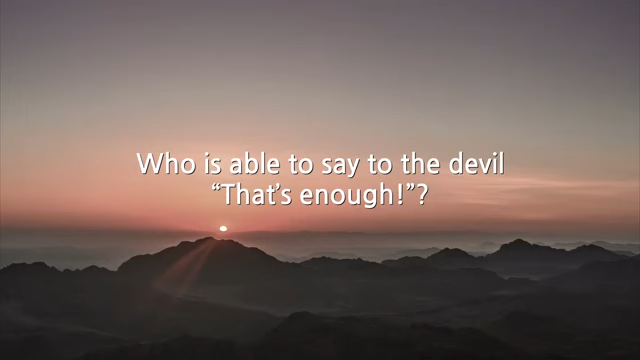 Who is able to say to the devil
“That’s enough!”?